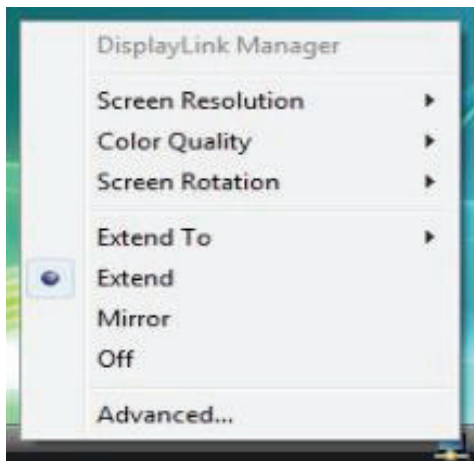 DisplayLink Manager
Screen Resolution
Color Quality
Screen Rotation
Extend To
Extend
Mirror
Off
Advanced...